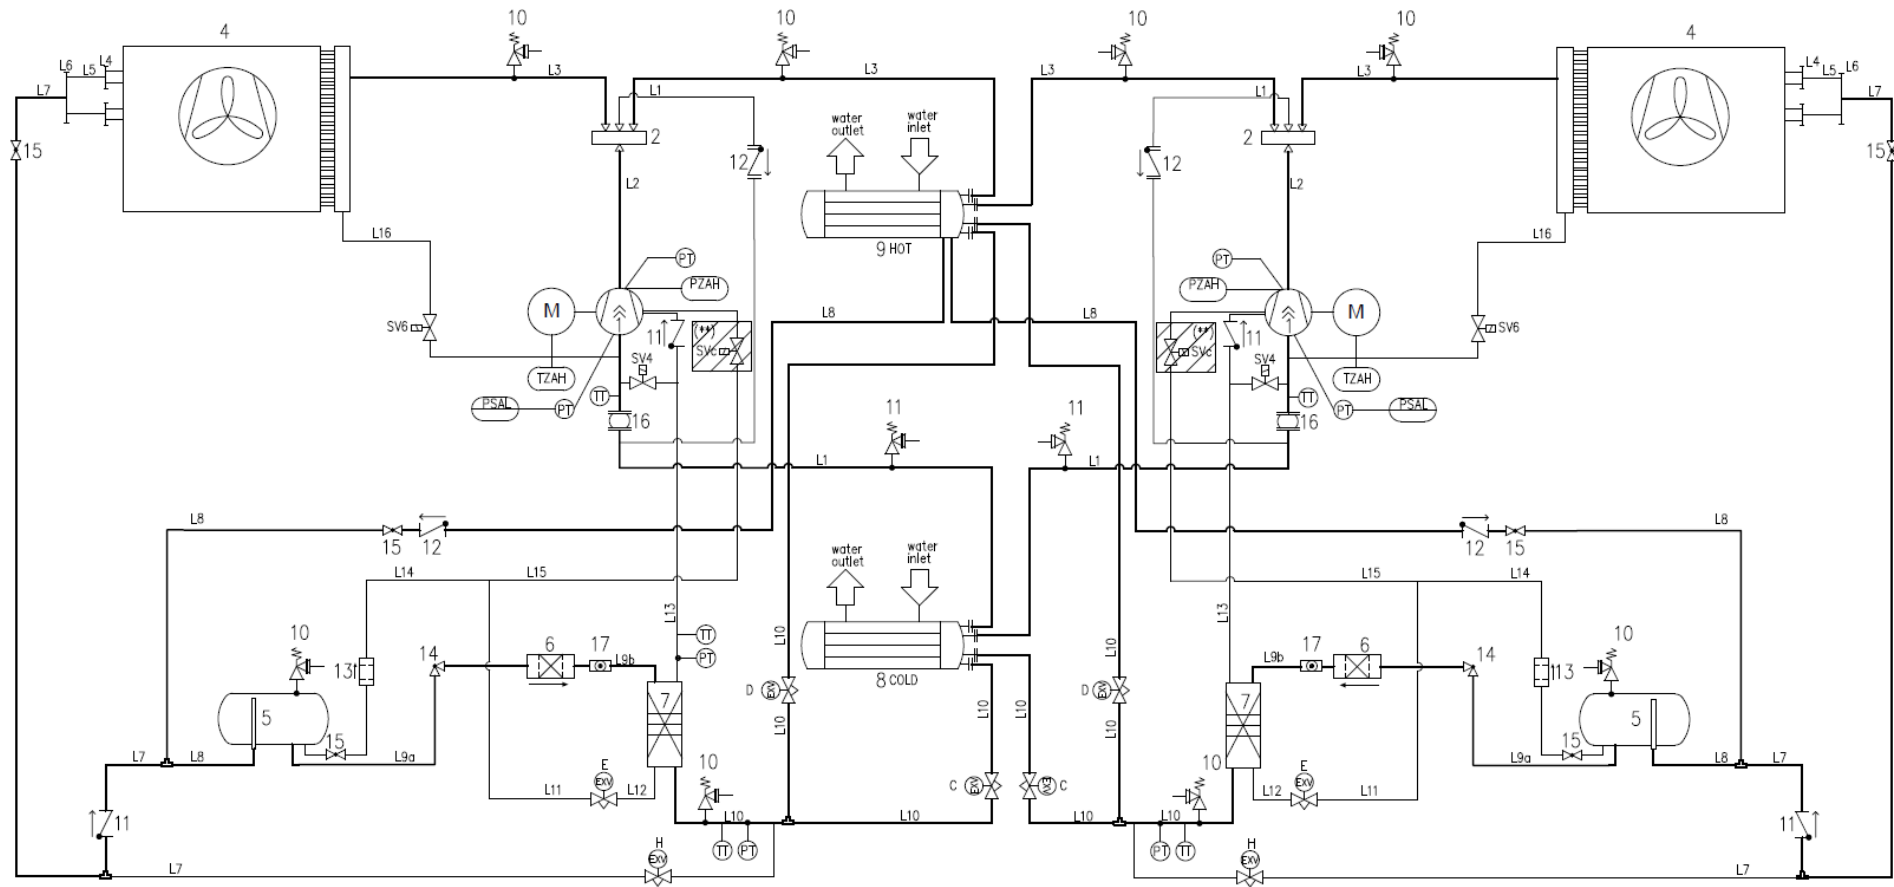 10 10 10 10
4 4
L6 L5 L4 L3 L3 L3 L3 L4 L5 L6
L7 L1 L1 L7
water outlet water inlet
15 2 2 15
12 12
L2 L2
L16 9 HOT L16
PT PT
PZAH PZAH
M M
SV6 11 (**) L8 L8 (**) 11 SV6
SVc SVc
SV4 SV4
TZAH TZAH
TT TT
PSAL PT PT PSAL
16 11 11 16
L1 L1
L8 L8
15 12 12 15
water outlet water inlet
L14 L15 L15 L14
L13 L13
10 TT 10
6 17 L10 L10 17 6
13 14 L9b PT L9b 14 13
8 COLD
D EXV D EXV
5 7 7 5
15 L10 L10 L10 L10 15
L7 L8 L9a L9a L8 L7
10 10
E E
EXV C EXV EXV C EXV
L11 L12 L12 L11
11 L10 L10 L10 L10 11
TT PT PT TT
H H
L7 EXV EXV L7